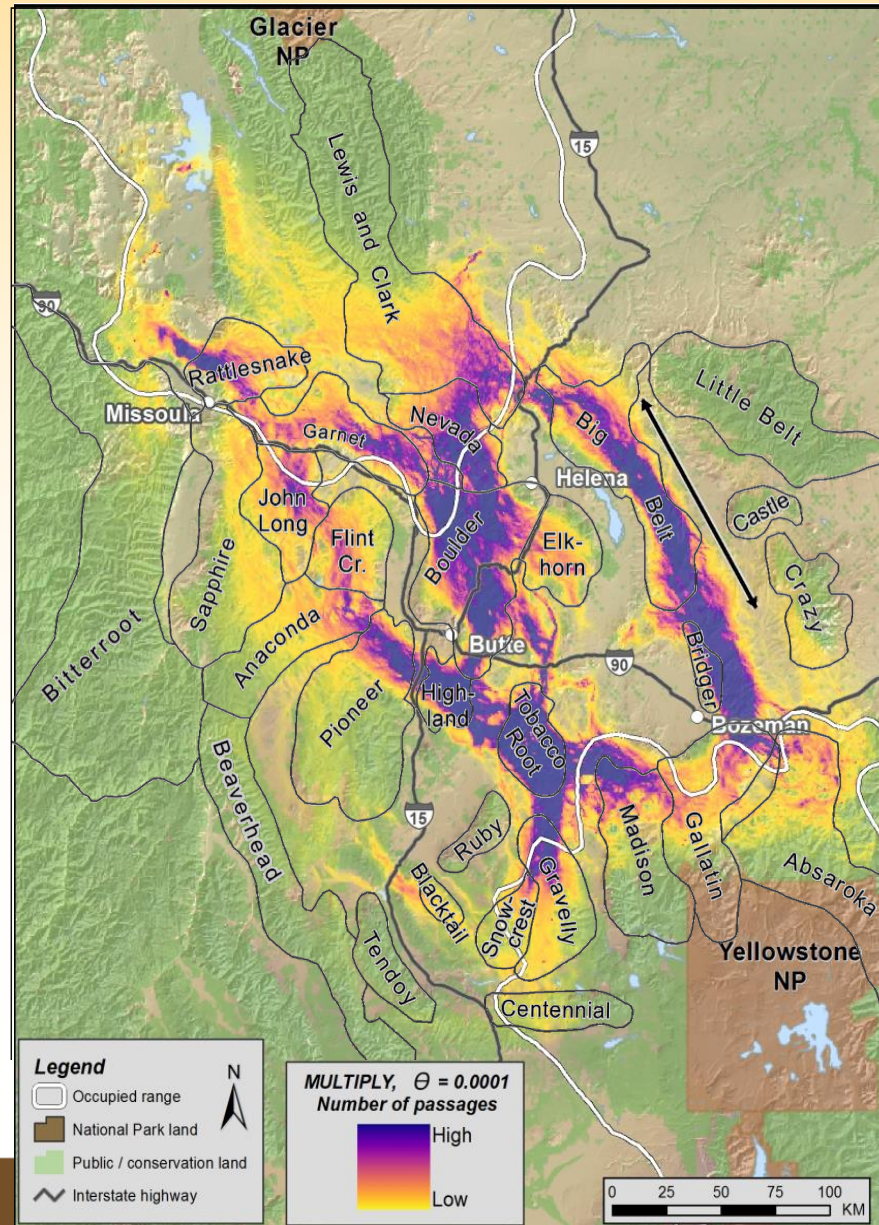 Glacier
NP
15
Lewis and Clark
90
Rattlesnake
Missoula
Garnet
Nevada
Big
Belt
Little Belt
Helena
Castle
John
Long
Flint
Cr.
Boulder
Elk-
horn
Crazy
Sapphire
Bitterroot
Anaconda
Butte
90
Bridger
Pioneer
High-
land
Tobacco
Root
Bozeman
Beaverhead
15
Ruby
Madison
Gallatin
Absaroka
Blacktail
Snow-
crest
Gravelly
Tendoy
Yellowstone
NP
Centennial
Legend
N
Occupied range
National Park land
Public / conservation land
Interstate highway
MULTIPLY, Θ = 0.0001
Number of passages
High
Low
0 25 50 75 100
KM